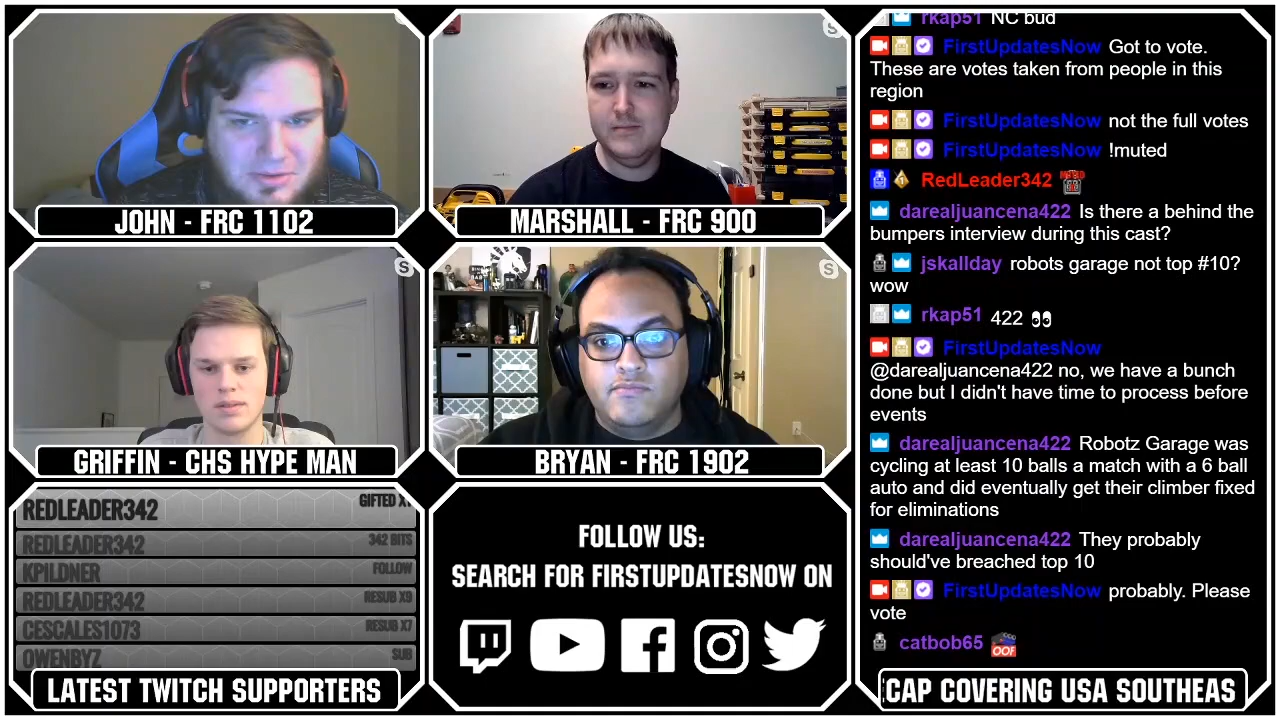 JOHN - FRC 1102
MARSHALL - FRC 900
GRIFFIN - CHS HYPE MAN
BRYAN - FRC 1902
REDLEADER342
REDLEADER342 342 BITS
KPILDNER FOLLOW
REDLEADER342 RESUB X9
CESCALES1073 RESUB X7
OWENBYZ SUB
LATEST TWITCH SUPPORTERS
FOLLOW US:
SEARCH FOR FIRSTUPDATESNOW ON
rkap51 NC bud
FirstUpdatesNow Got to vote.
These are votes taken from people in this
region
FirstUpdatesNow not the full votes
FirstUpdatesNow !muted
RedLeader342
darealjuancena422 Is there a behind the
bumpers interview during this cast?
jskallday robots garage not top #10?
wow
rkap51 422
FirstUpdatesNow
@darealjuancena422 no, we have a bunch
done but I didn't have time to process before
events
darealjuancena422 Robotz Garage was
cycling at least 10 balls a match with a 6 ball
auto and did eventually get their climber fixed
for eliminations
darealjuancena422 They probably
should've breached top 10
FirstUpdatesNow probably. Please
vote
catbob65 OOF
CAP COVERING USA SOUTHEAS